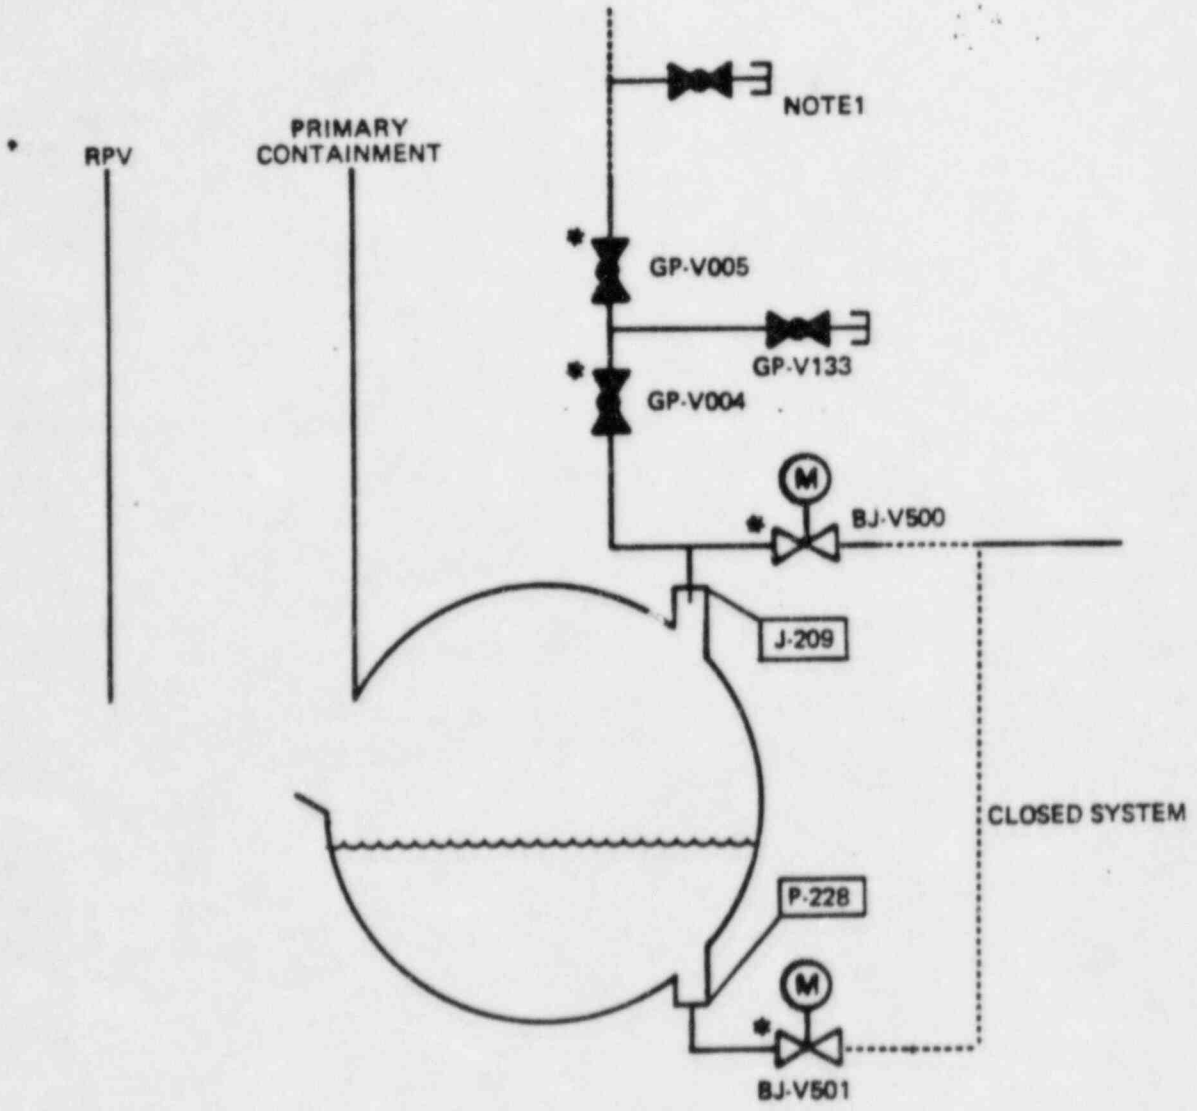 NOTE1
PRIMARY
CONTAINMENT
RPV
* GP-V005
GP-V133
* GP-V004
M
* BJ-V500
J-209
CLOSED SYSTEM
P-228
M
*
BJ-V501